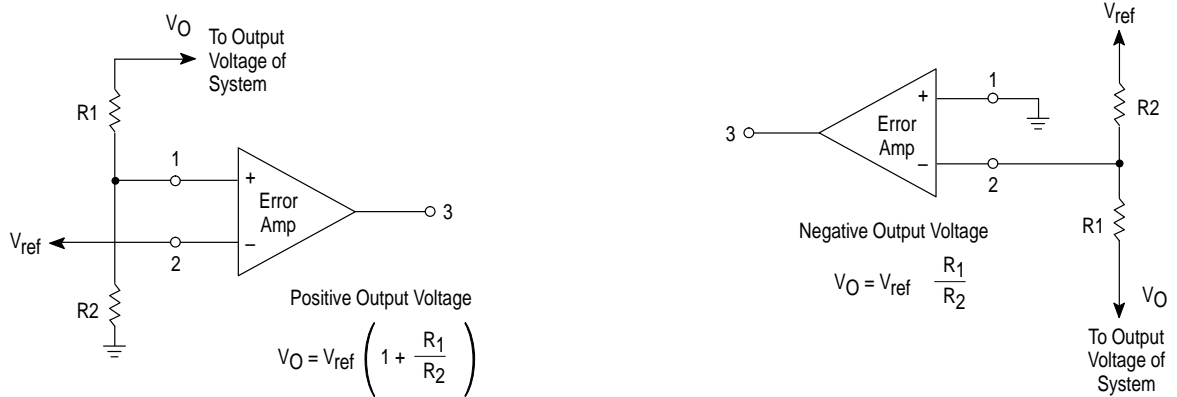 VO
To Output
Voltage of
System
R1
1
+
Error
Amp
3
Vref
–
2
R2
Positive Output Voltage
VO = Vref ( 1 + R1 / R2 )
Vref
1
+
R2
3
Error
Amp
–
2
R1
Negative Output Voltage
VO = Vref R1 / R2
VO
To Output
Voltage of
System